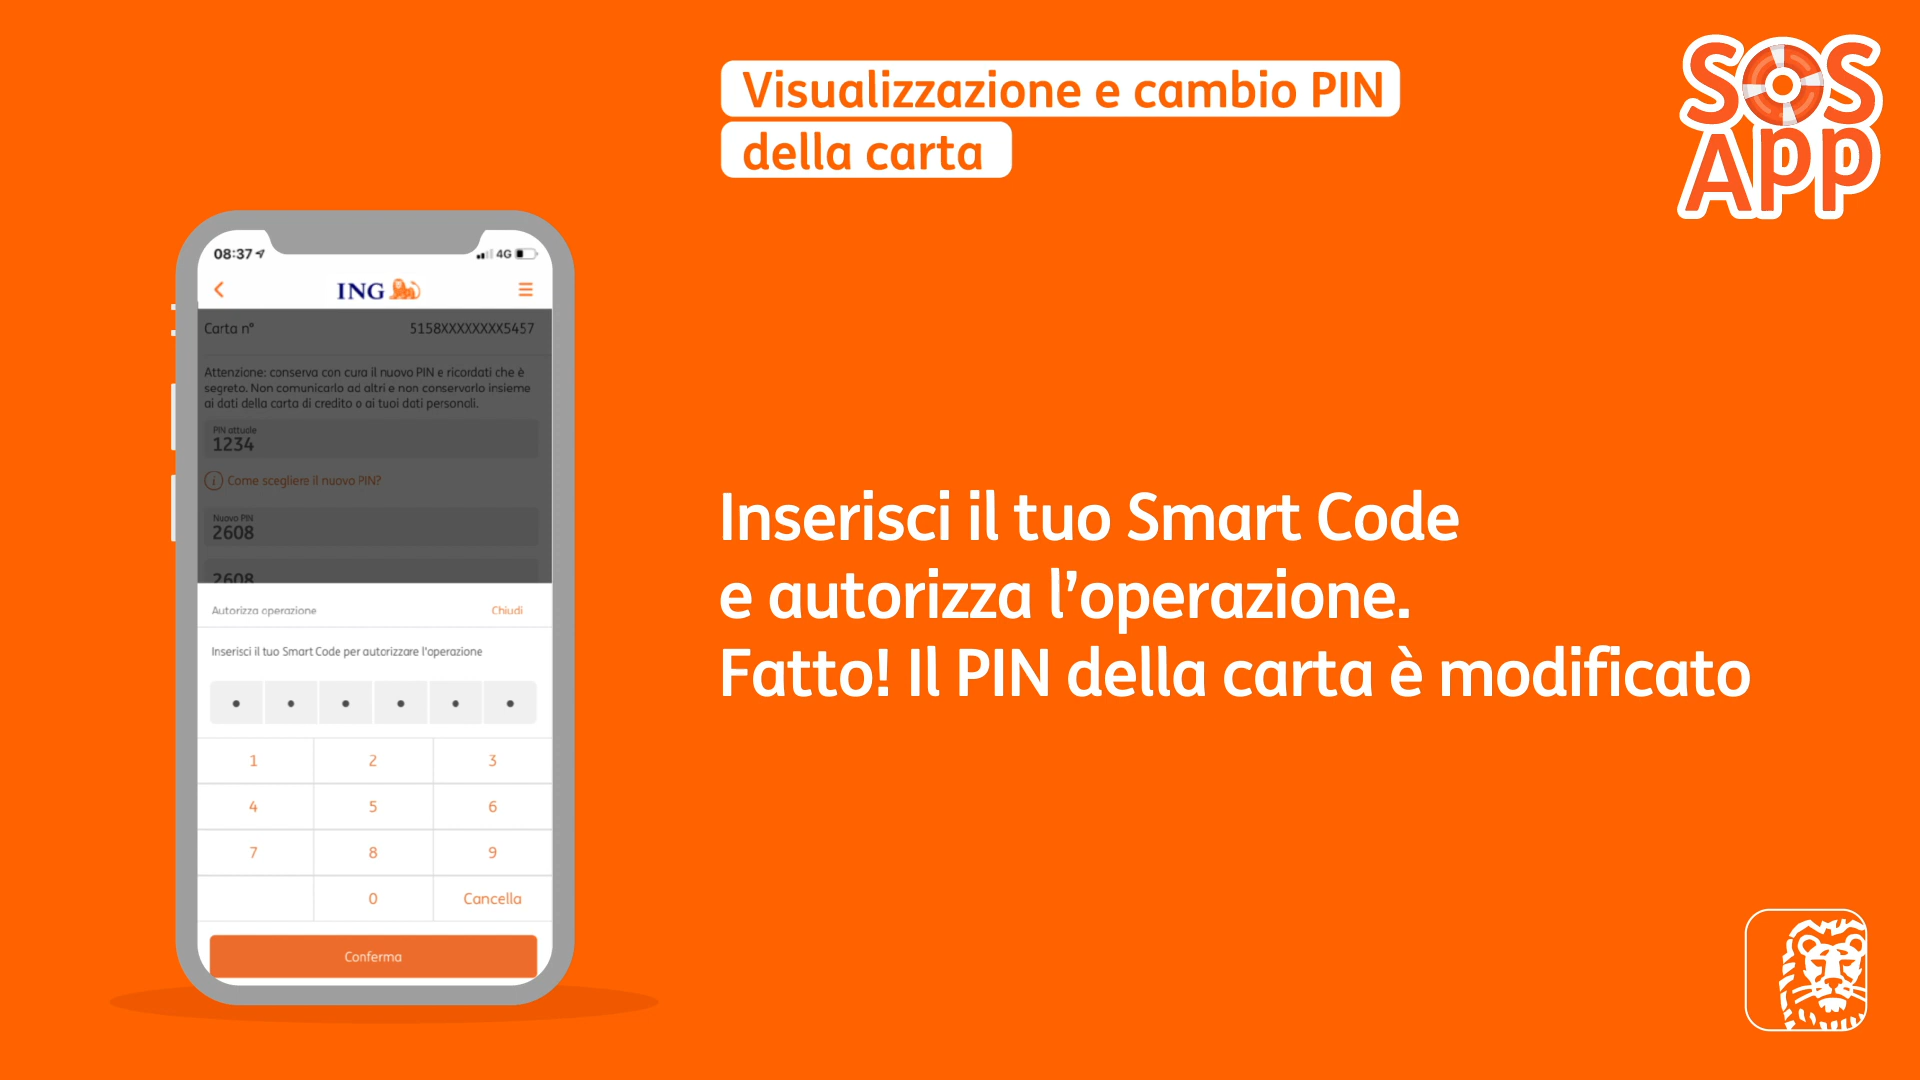 Visualizzazione e cambio PIN
della carta
SOS
App
08:37
4G
ING
Carta n°
5158XXXXXXXX5457
Attenzione: conserva con cura il nuovo PIN e ricordati che è
segreto. Non comunicarlo ad altri e non conservarlo insieme
ai dati della carta di credito o ai tuoi dati personali.
PIN attuale
1234
i Come scegliere il nuovo PIN?
Nuovo PIN
2608
2608
Autorizza operazione
Chiudi
Inserisci il tuo Smart Code per autorizzare l'operazione
1 2 3
4 5 6
7 8 9
0 Cancella
Conferma
Inserisci il tuo Smart Code
e autorizza l’operazione.
Fatto! Il PIN della carta è modificato